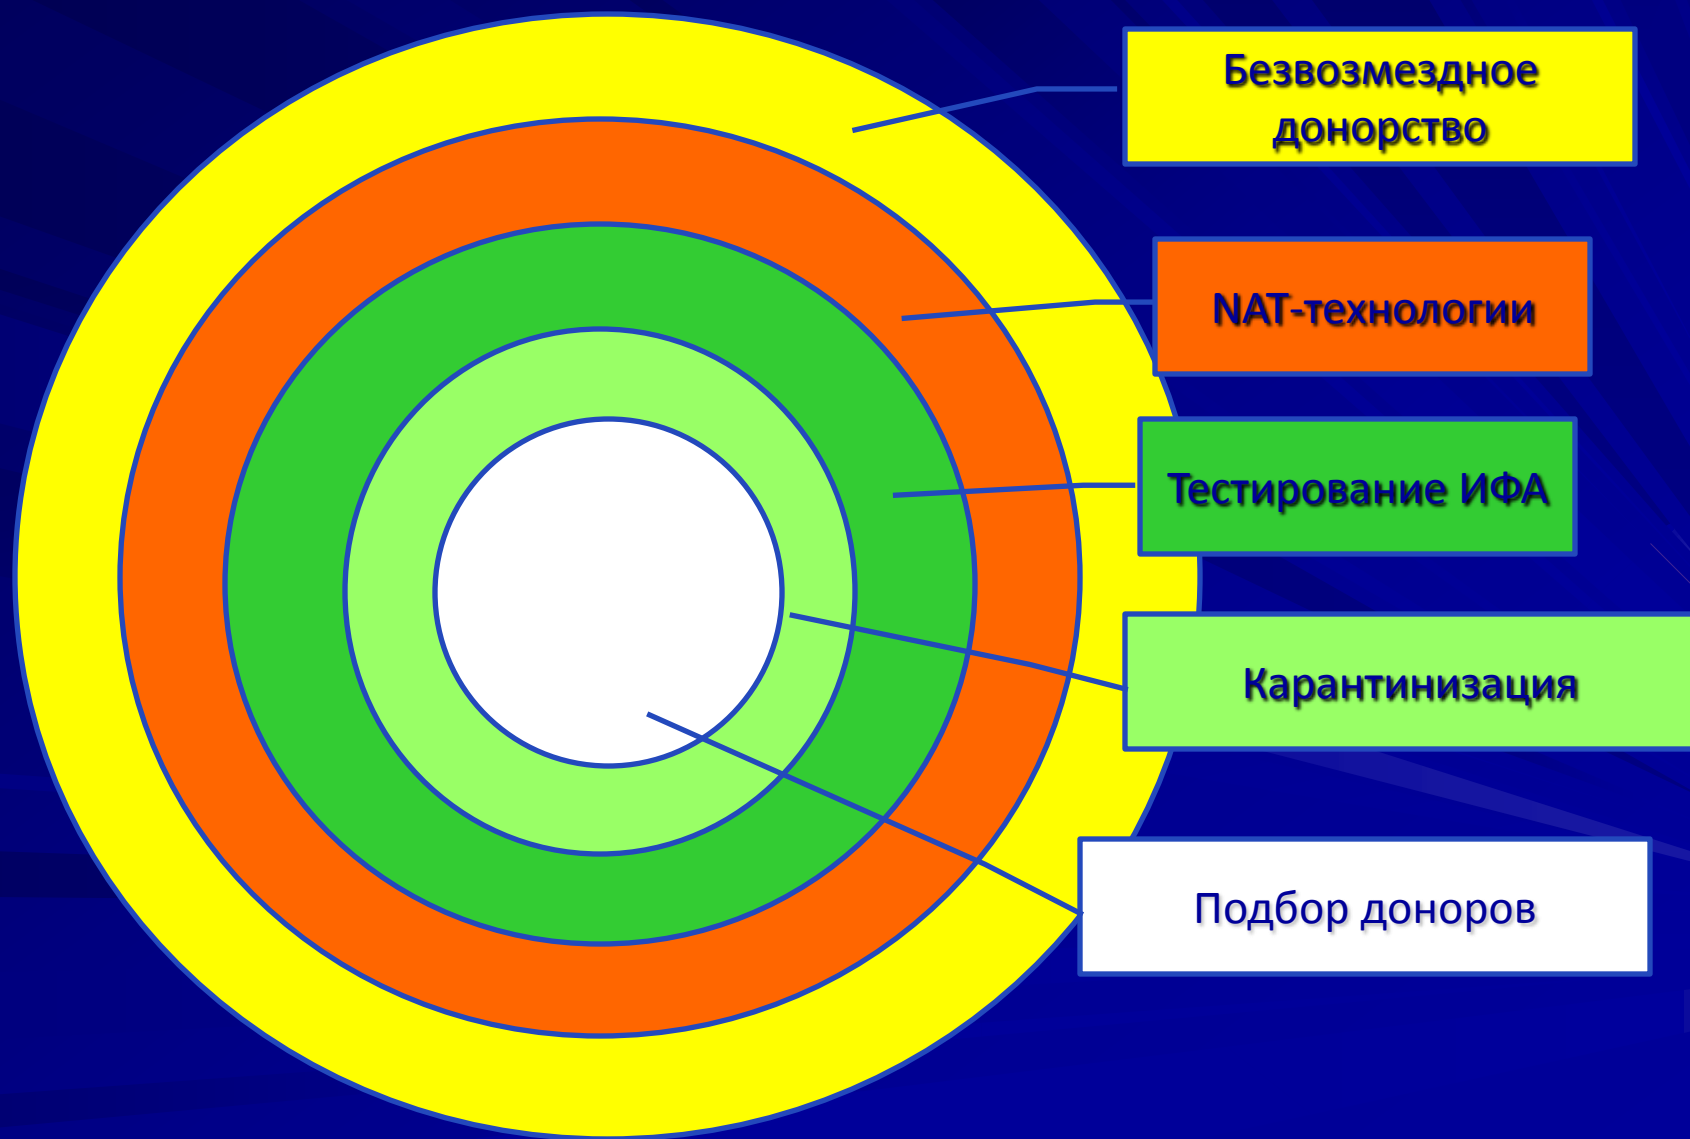 Безвозмездное
донорство
NAT-технологии
Тестирование ИФА
Карантинизация
Подбор доноров